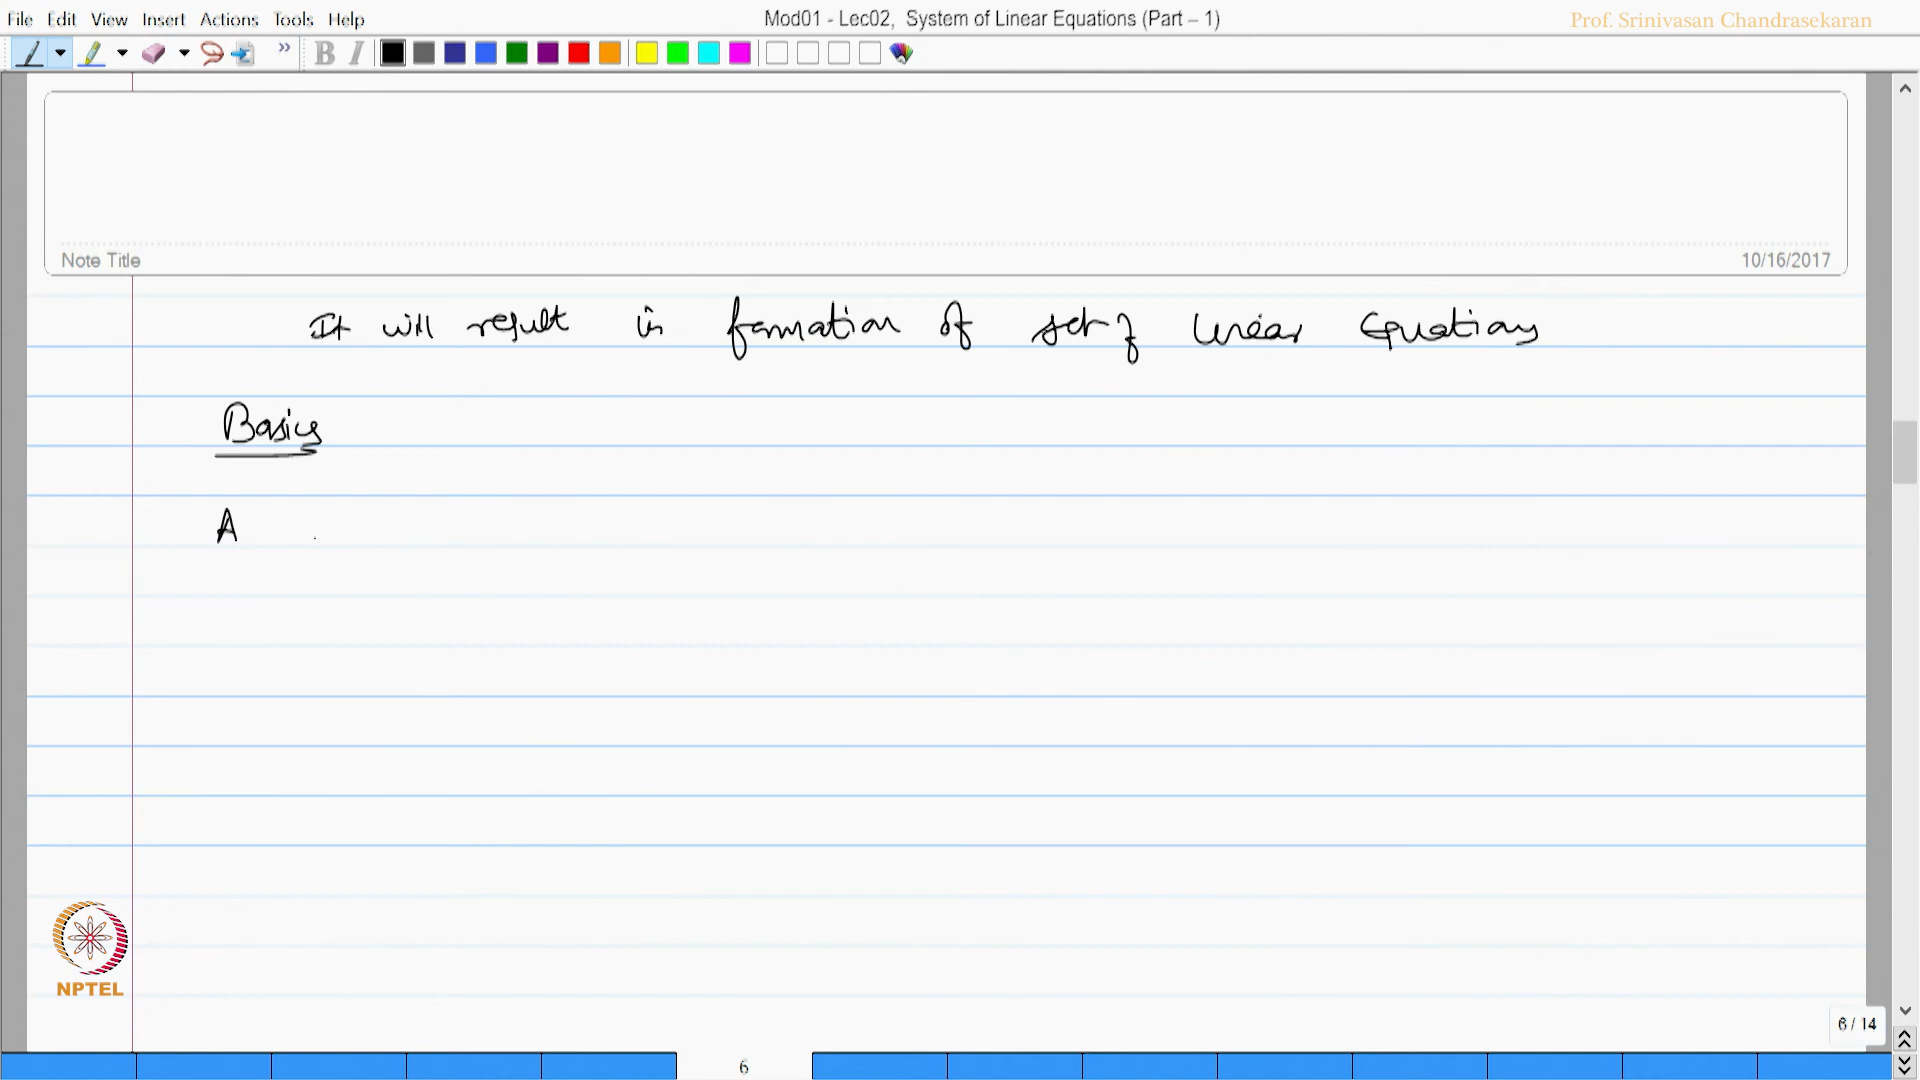 File Edit View Insert Actions Tools Help
Mod01 - Lec02, System of Linear Equations (Part – 1)
Prof. Srinivasan Chandrasekaran
B I
Note Title
10/16/2017
It will result in formation of set of linear Equations
Basics
A
NPTEL
6 / 14
6